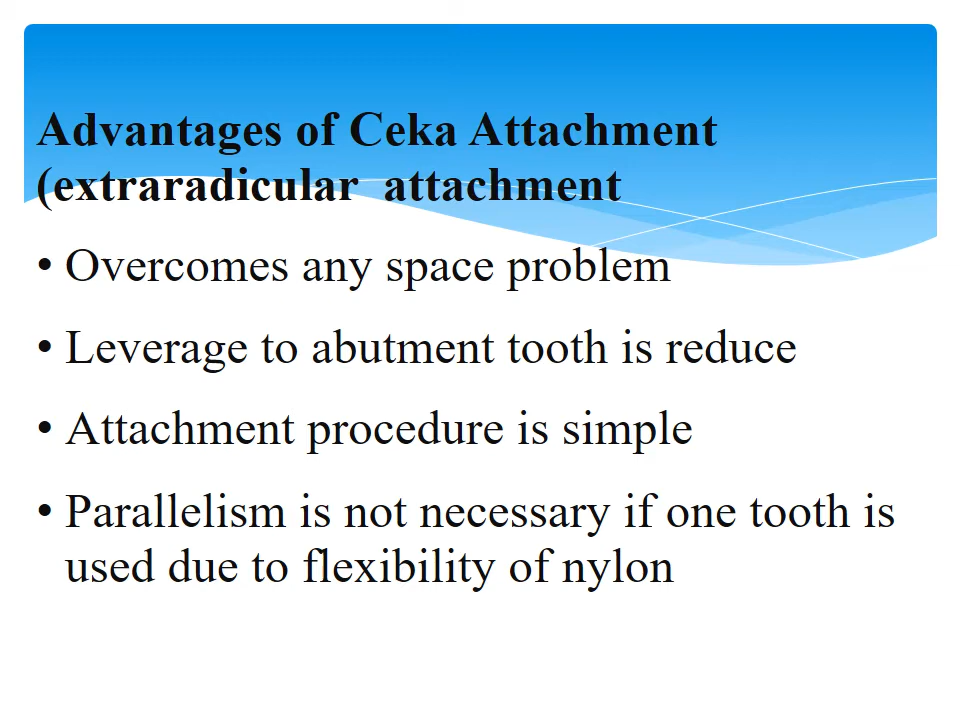 Advantages of Ceka Attachment
(extraradicular attachment
• Overcomes any space problem
• Leverage to abutment tooth is reduce
• Attachment procedure is simple
• Parallelism is not necessary if one tooth is
used due to flexibility of nylon